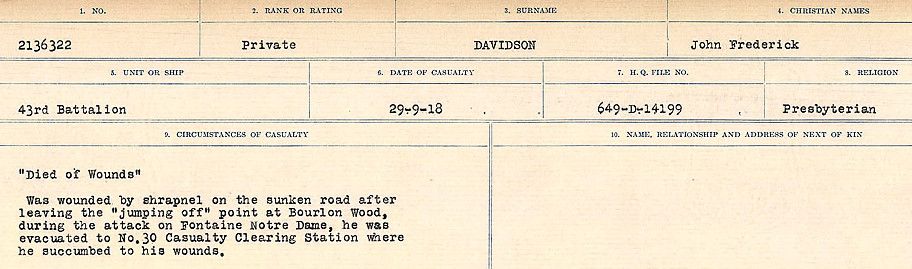 1. NO. 2. RANK OR RATING 3. SURNAME 4. CHRISTIAN NAMES
2136322 Private DAVIDSON John Frederick
5. UNIT OR SHIP 6. DATE OF CASUALTY 7. H. Q. FILE NO. 8. RELIGION
43rd Battalion 29-9-18 649-D-14199 Presbyterian
9. CIRCUMSTANCES OF CASUALTY 10. NAME, RELATIONSHIP AND ADDRESS OF NEXT OF KIN
"Died of Wounds"
Was wounded by shrapnel on the sunken road after
leaving the "jumping off" point at Bourlon Wood,
during the attack on Fontaine Notre Dame, he was
evacuated to No.30 Casualty Clearing Station where
he succumbed to his wounds.